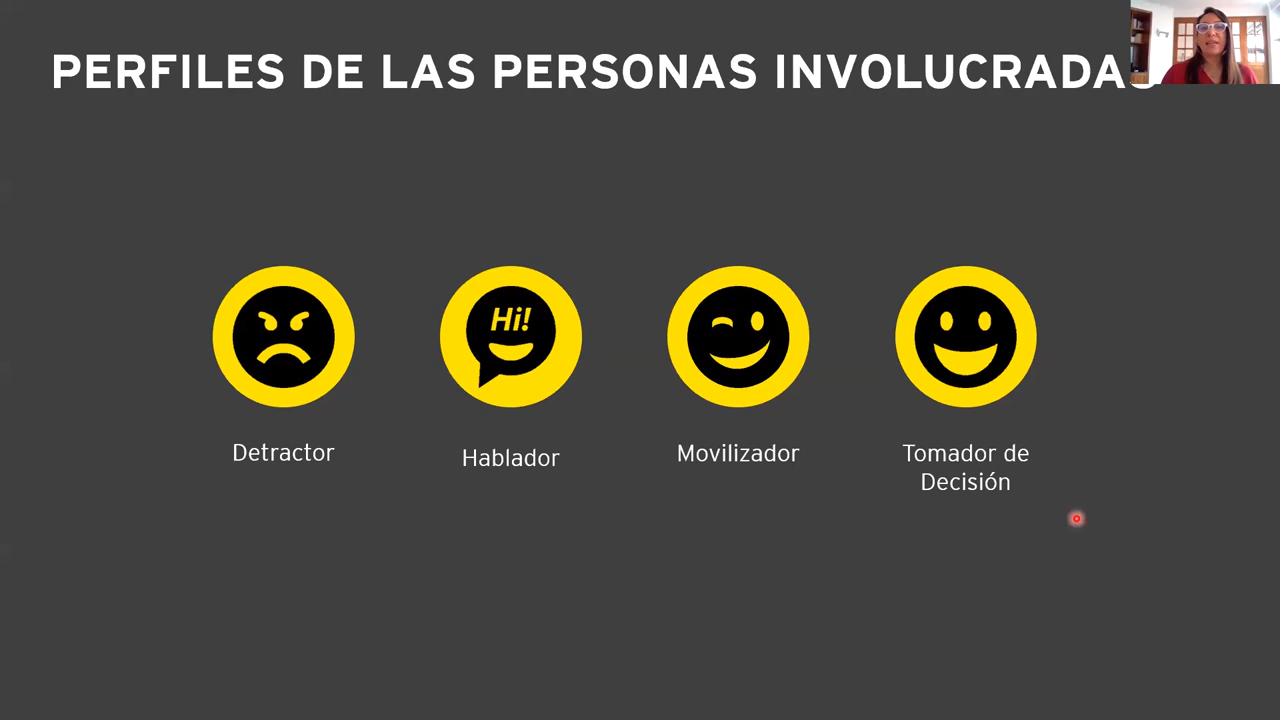 PERFILES DE LAS PERSONAS INVOLUCRADAS
Hi!
Detractor
Hablador
Movilizador
Tomador de
Decisión